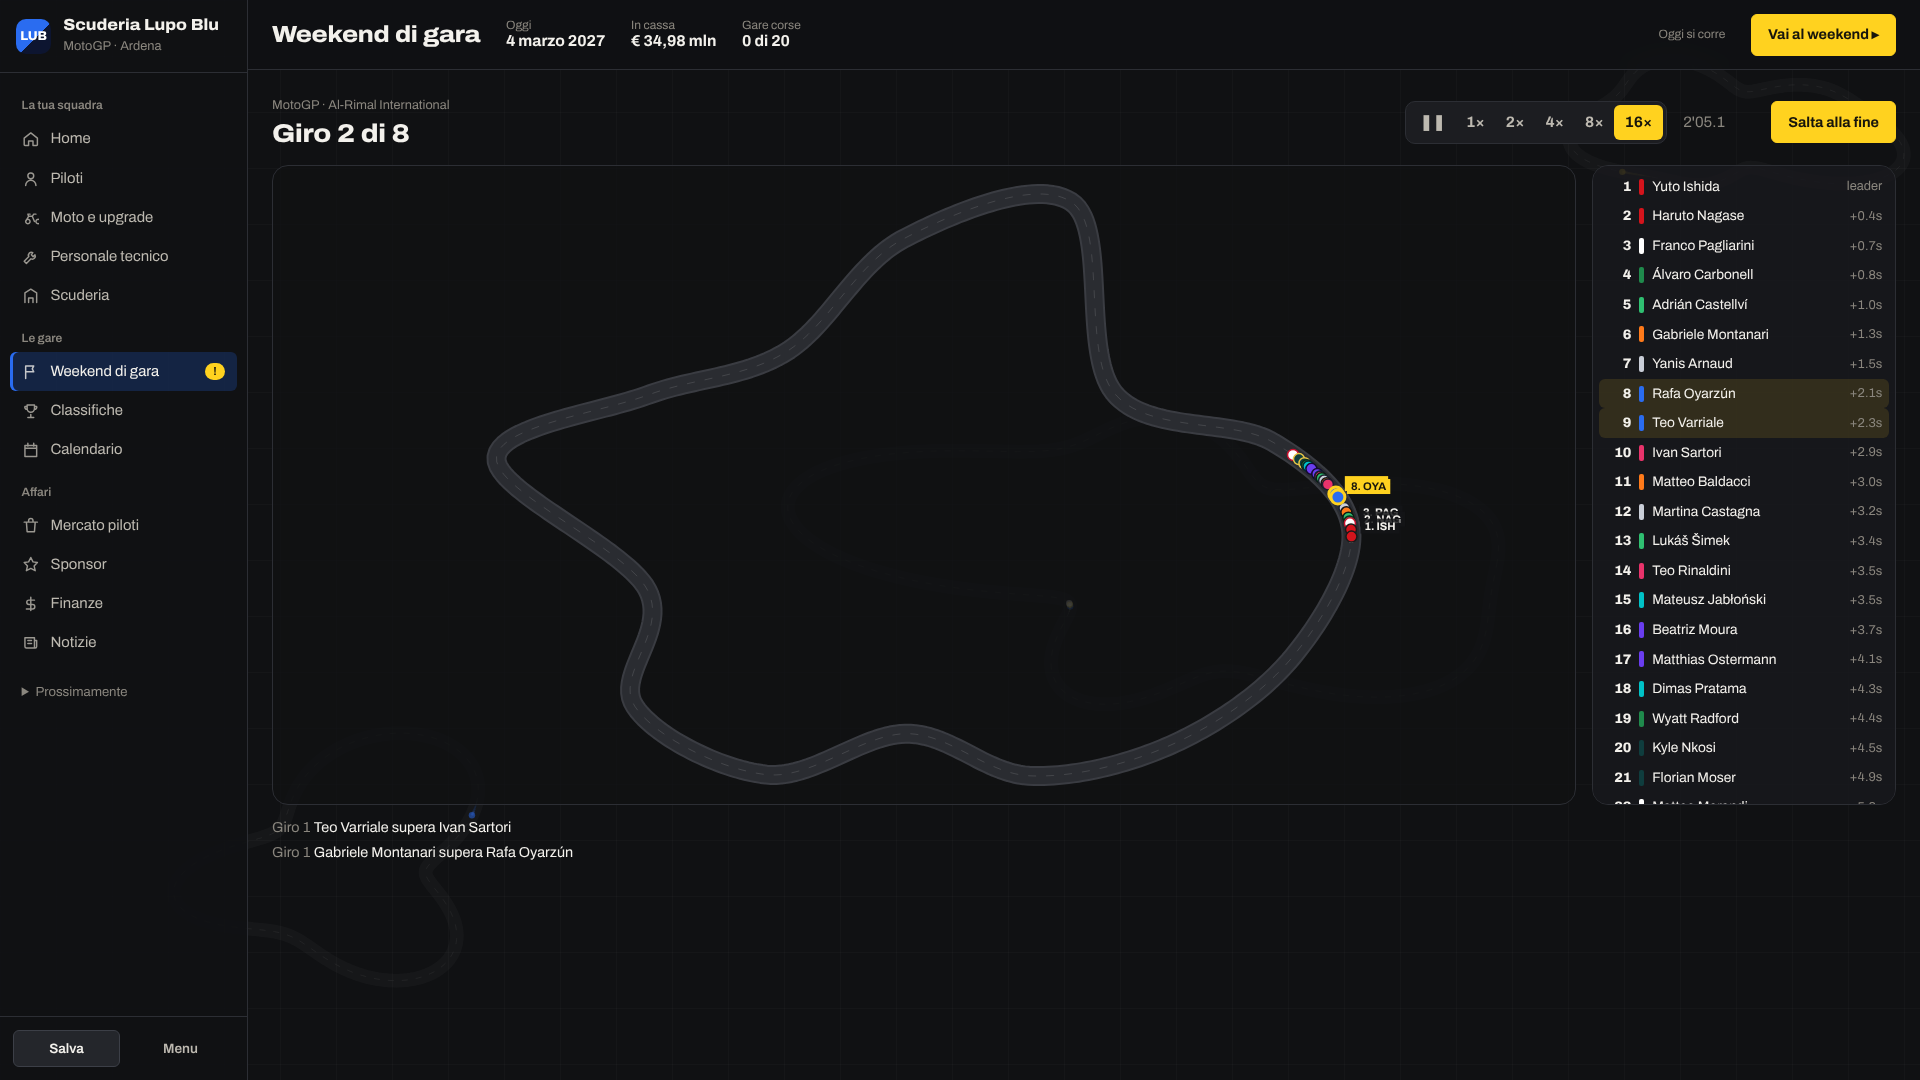 LUB
Scuderia Lupo Blu
MotoGP · Ardena
La tua squadra
Home
Piloti
Moto e upgrade
Personale tecnico
Scuderia
Le gare
Weekend di gara !
Classifiche
Calendario
Affari
Mercato piloti
Sponsor
Finanze
Notizie
Prossimamente
Salva
Menu
Weekend di gara
Oggi
4 marzo 2027
In cassa
€ 34,98 mln
Gare corse
0 di 20
Oggi si corre
Vai al weekend ▸
MotoGP · Al-Rimal International
Giro 2 di 8
❚❚ 1× 2× 4× 8× 16× 2'05.1
Salta alla fine
8. OYA
1. ISH
1 Yuto Ishida leader
2 Haruto Nagase +0.4s
3 Franco Pagliarini +0.7s
4 Álvaro Carbonell +0.8s
5 Adrián Castellví +1.0s
6 Gabriele Montanari +1.3s
7 Yanis Arnaud +1.5s
8 Rafa Oyarzún +2.1s
9 Teo Varriale +2.3s
10 Ivan Sartori +2.9s
11 Matteo Baldacci +3.0s
12 Martina Castagna +3.2s
13 Lukáš Šimek +3.4s
14 Teo Rinaldini +3.5s
15 Mateusz Jabłoński +3.5s
16 Beatriz Moura +3.7s
17 Matthias Ostermann +4.1s
18 Dimas Pratama +4.3s
19 Wyatt Radford +4.4s
20 Kyle Nkosi +4.5s
21 Florian Moser +4.9s
Giro 1 Teo Varriale supera Ivan Sartori
Giro 1 Gabriele Montanari supera Rafa Oyarzún